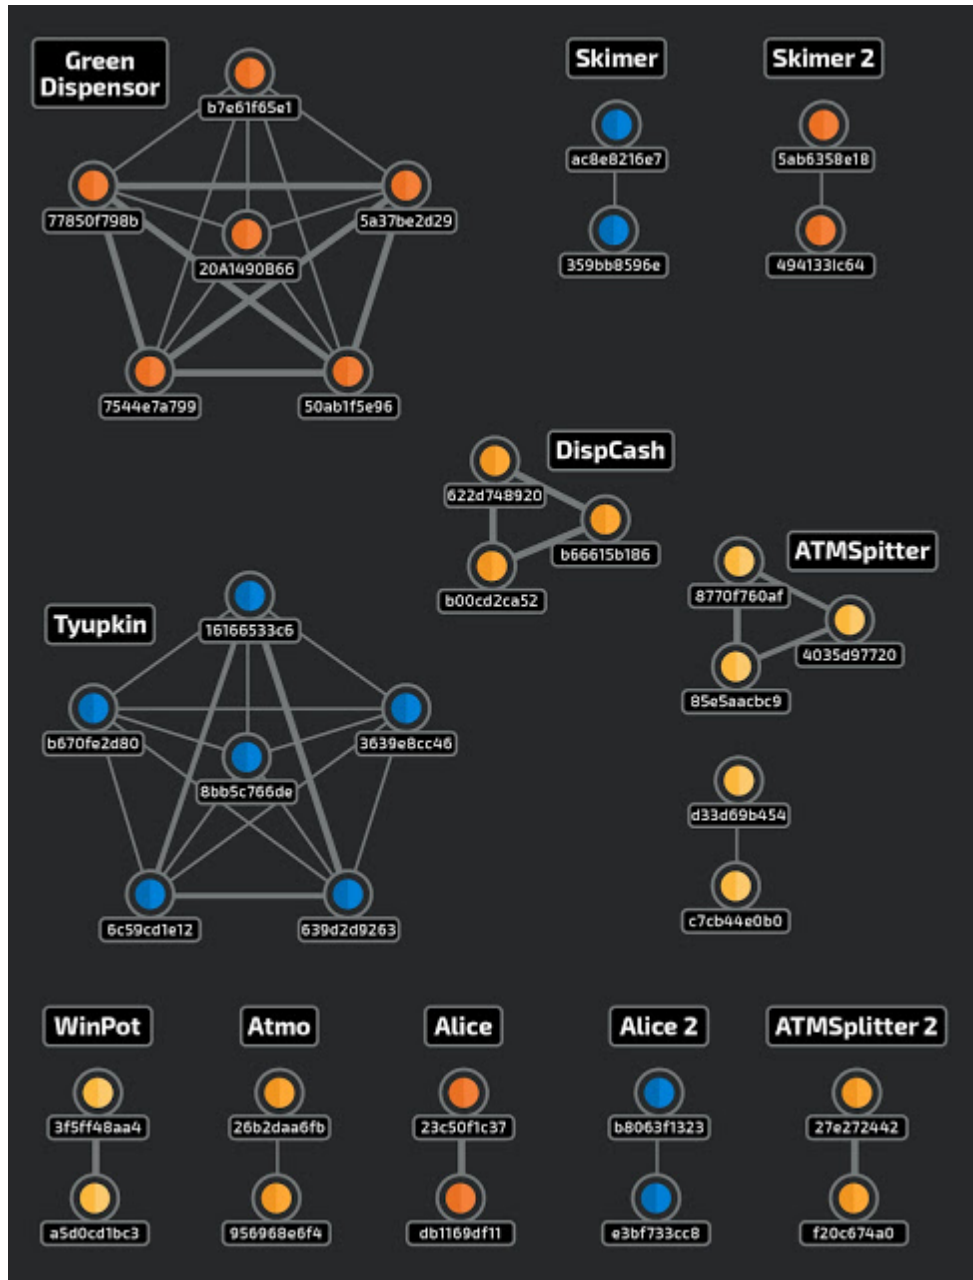 Green
Dispensor
b7e61f65e1
77850f798b
5a37be2d29
20A1490B66
7544e7a799
50ab1f5e96
Skimer
ac8e8216e7
359bb8596e
Skimer 2
5ab6358e18
494133lc64
DispCash
622d748920
b66615b186
b00cd2ca52
ATMSpitter
8770f760af
4035d97720
85e5aacbc9
d33d69b454
c7cb44e0b0
Tyupkin
16166533c6
b670fe2d80
3639e8cc46
8bb5c766de
6c59cd1e12
639d2d9263
WinPot
3f5ff48aa4
a5d0cd1bc3
Atmo
26b2daa6fb
956968e6f4
Alice
23c50f1c37
db1169df11
Alice 2
b8063f1323
e3bf733cc8
ATMSplitter 2
27e272442
f20c674a0